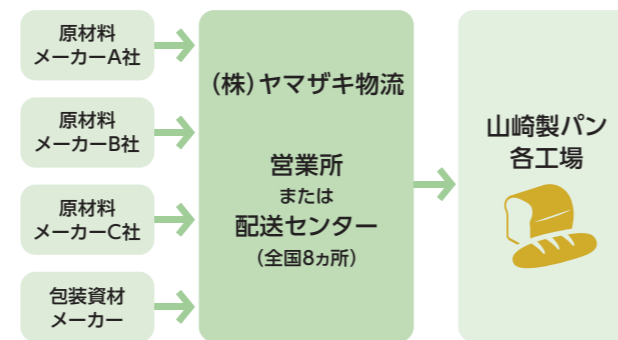 原材料
メーカーA社
原材料
メーカーB社
原材料
メーカーC社
包装資材
メーカー
(株)ヤマザキ物流
営業所
または
配送センター
(全国8ヵ所)
山崎製パン
各工場